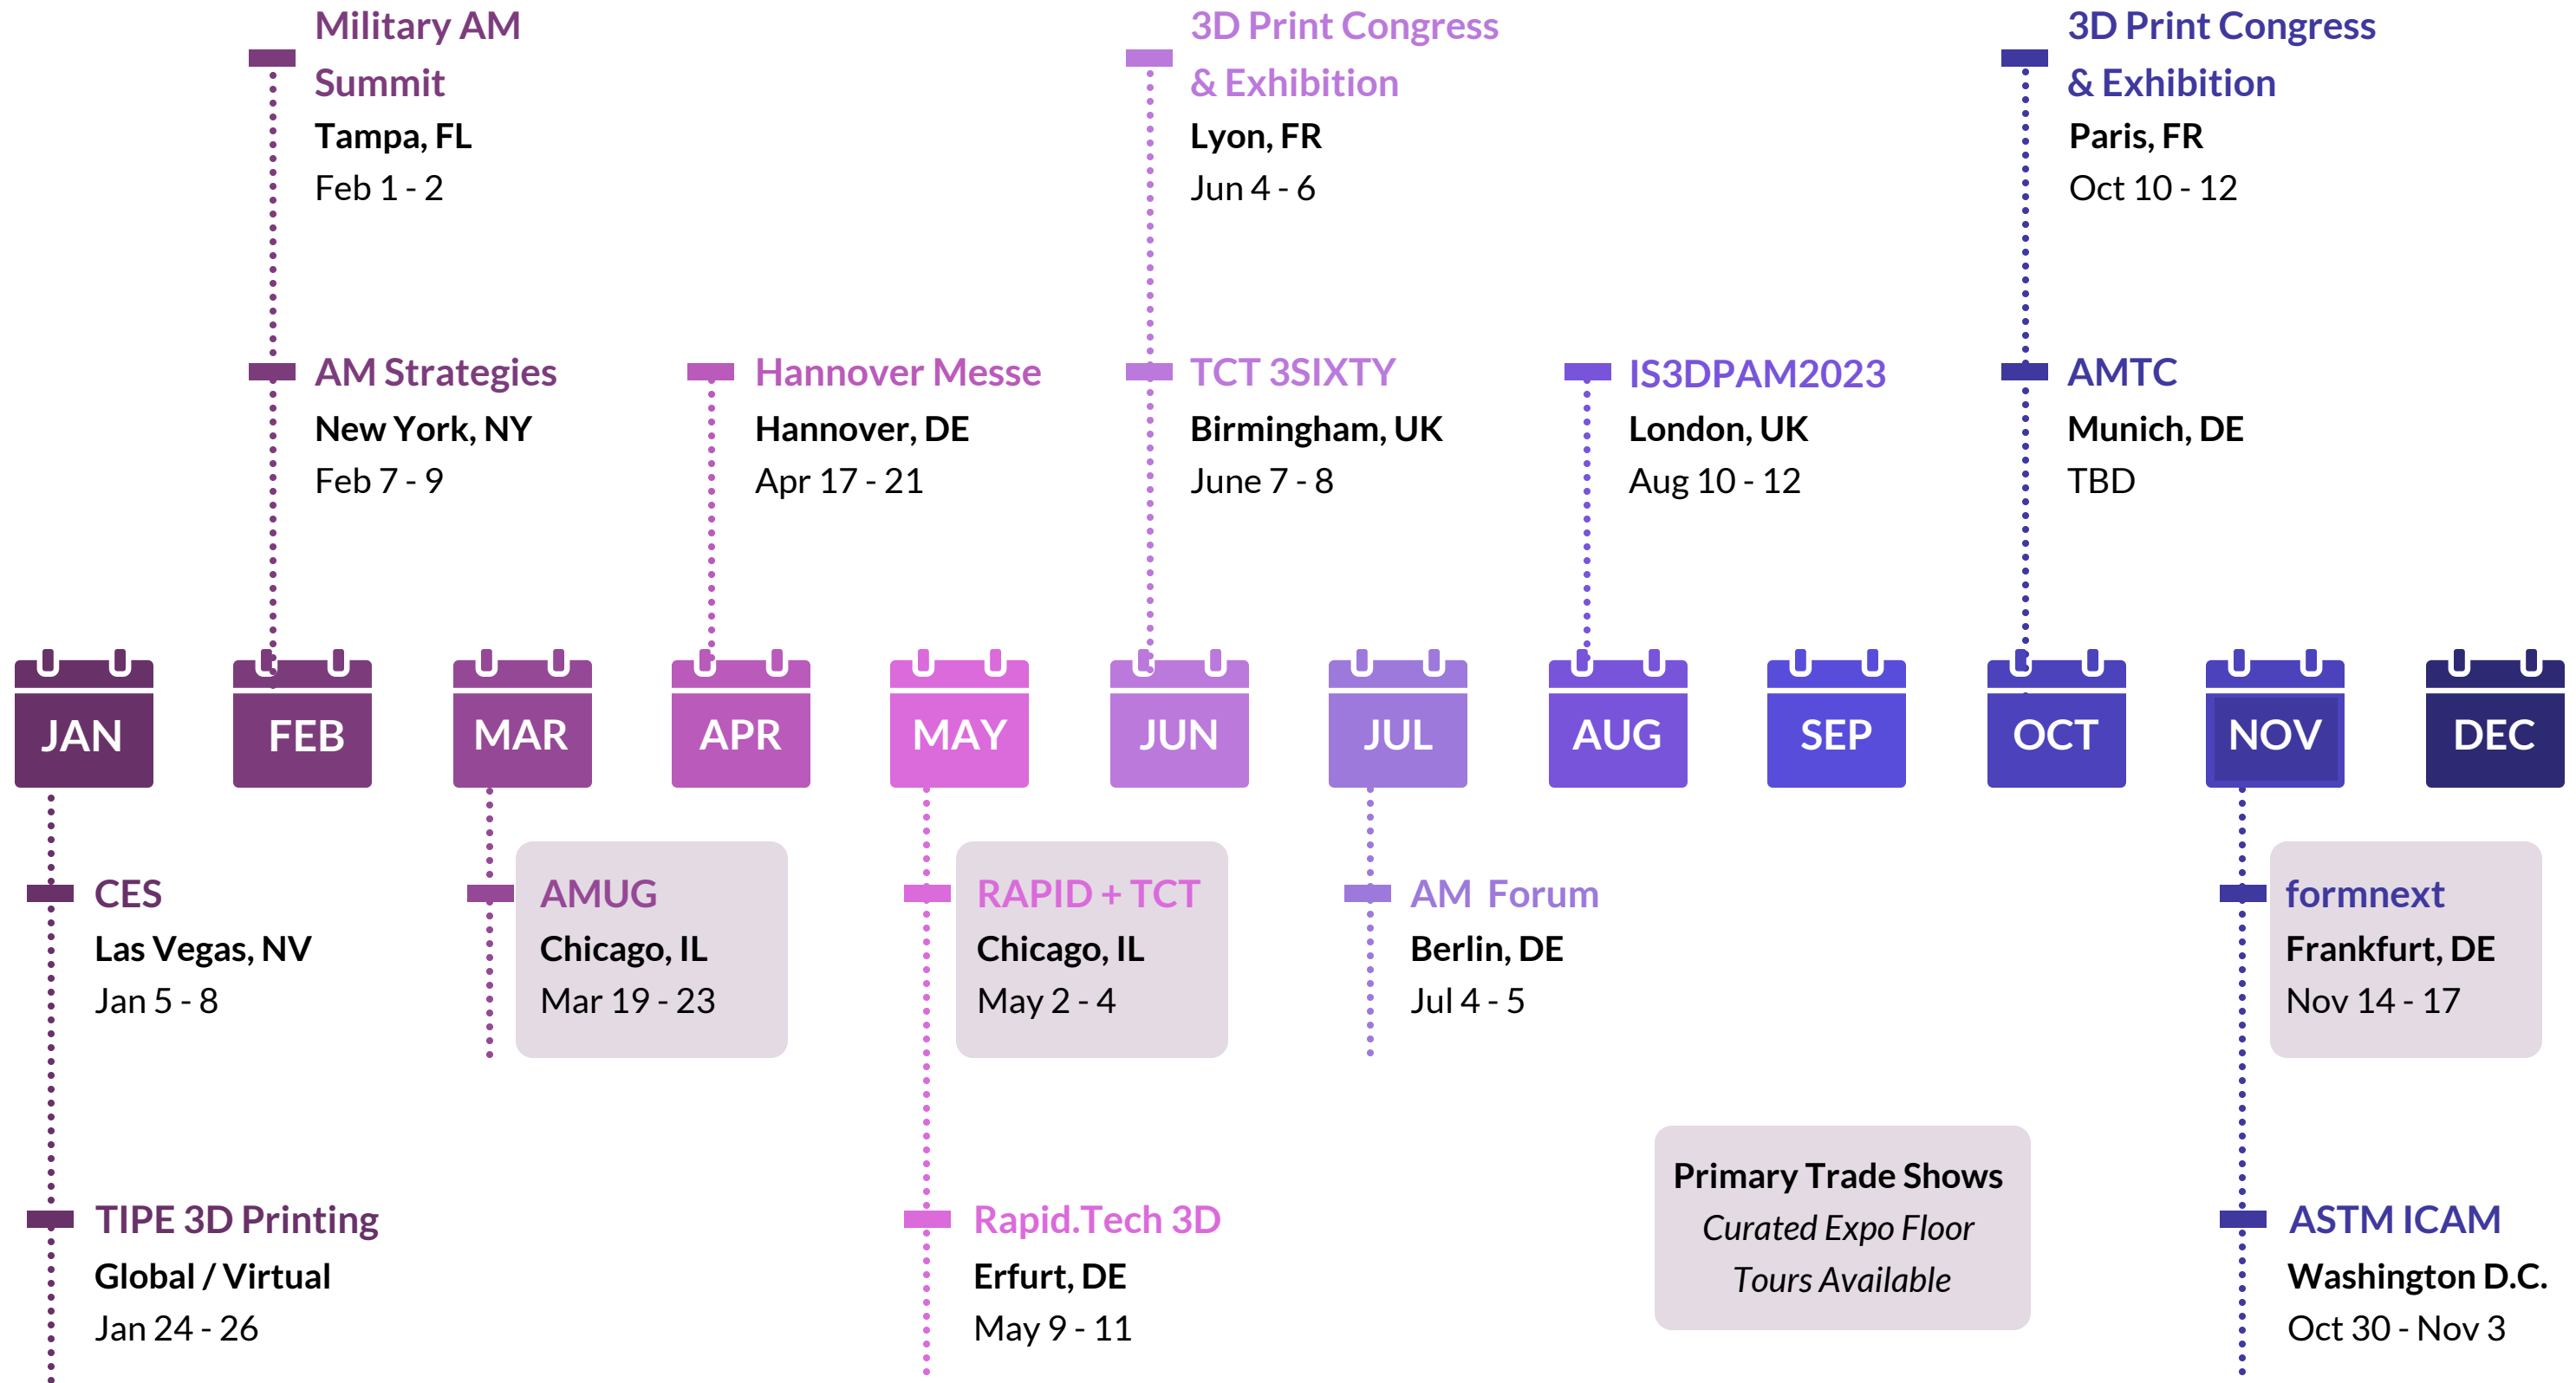 Military AM
Summit
Tampa, FL
Feb 1 - 2
3D Print Congress
& Exhibition
Lyon, FR
Jun 4 - 6
3D Print Congress
& Exhibition
Paris, FR
Oct 10 - 12
AM Strategies
New York, NY
Feb 7 - 9
Hannover Messe
Hannover, DE
Apr 17 - 21
TCT 3SIXTY
Birmingham, UK
June 7 - 8
IS3DPAM2023
London, UK
Aug 10 - 12
AMTC
Munich, DE
TBD
JAN
FEB
MAR
APR
MAY
JUN
JUL
AUG
SEP
OCT
NOV
DEC
CES
Las Vegas, NV
Jan 5 - 8
AMUG
Chicago, IL
Mar 19 - 23
RAPID + TCT
Chicago, IL
May 2 - 4
AM Forum
Berlin, DE
Jul 4 - 5
formnext
Frankfurt, DE
Nov 14 - 17
TIPE 3D Printing
Global / Virtual
Jan 24 - 26
Rapid.Tech 3D
Erfurt, DE
May 9 - 11
Primary Trade Shows
Curated Expo Floor
Tours Available
ASTM ICAM
Washington D.C.
Oct 30 - Nov 3